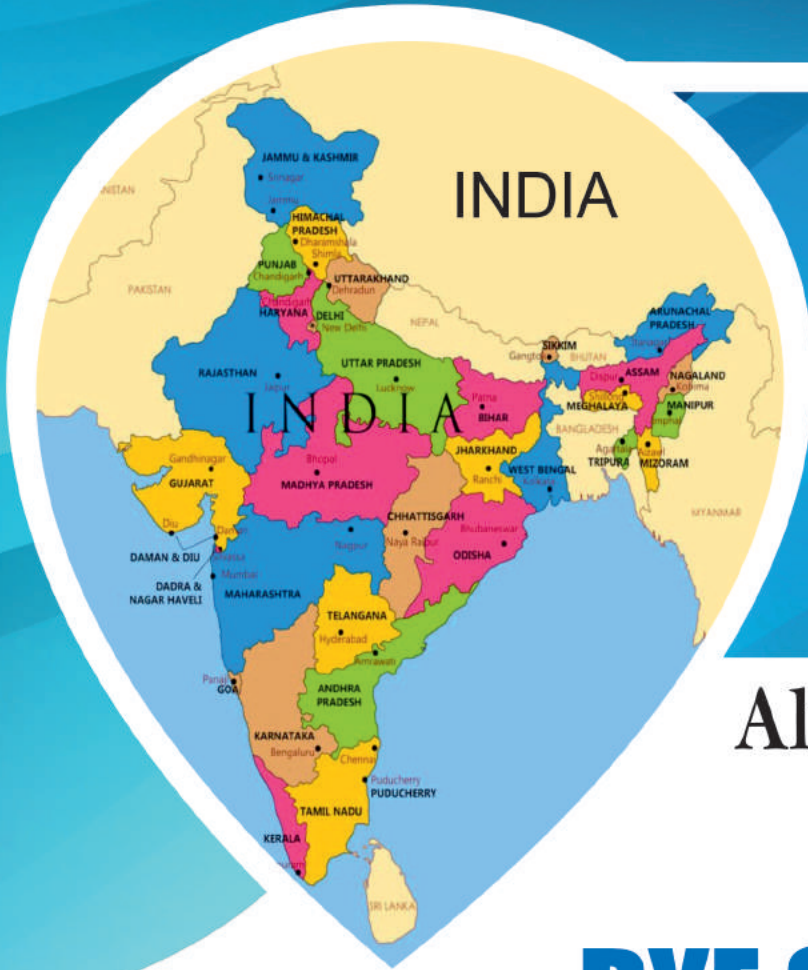 INDIA
JAMMU & KASHMIR
Srinagar
Jammu
HIMACHAL
PRADESH
Dharamshala
Shimla
PUNJAB
Chandigarh
UTTARAKHAND
Dehradun
PAKISTAN
Chandigarh
HARYANA
DELHI
New Delhi
NEPAL
ARUNACHAL
PRADESH
Itanagar
SIKKIM
Gangtok
BHUTAN
RAJASTHAN
Jaipur
UTTAR PRADESH
Lucknow
Patna
BIHAR
Dispur
ASSAM
NAGALAND
Kohima
Shillong
MEGHALAYA
MANIPUR
Imphal
INDIA
BANGLADESH
Agartala
TRIPURA
Aizawl
MIZORAM
Gandhinagar
GUJARAT
Bhopal
MADHYA PRADESH
JHARKHAND
Ranchi
WEST BENGAL
Kolkata
MYANMAR
Diu
Daman
DAMAN & DIU
Silvassa
DADRA &
NAGAR HAVELI
Mumbai
MAHARASHTRA
Nagpur
CHHATTISGARH
Naya Raipur
Bhubaneswar
ODISHA
TELANGANA
Hyderabad
Amrawati
Panaji
GOA
ANDHRA
PRADESH
KARNATAKA
Bengaluru
Chennai
Puducherry
PUDUCHERRY
TAMIL NADU
KERALA
SRI LANKA
Al